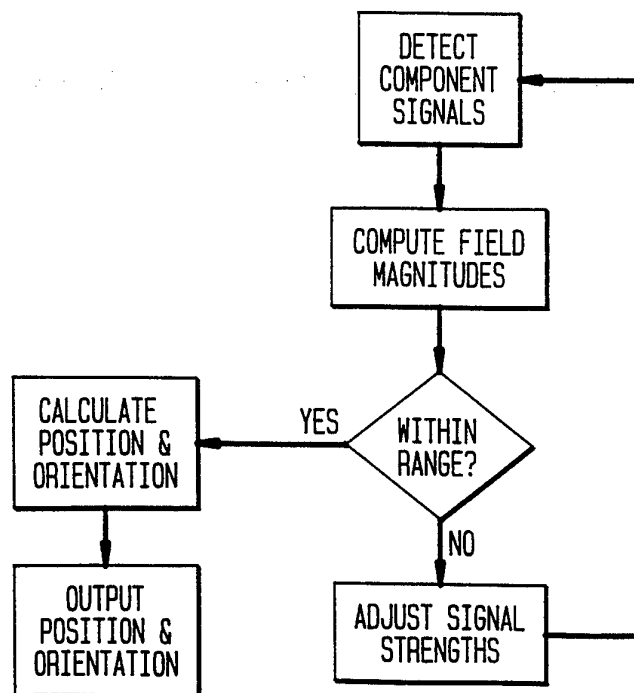 DETECT
COMPONENT
SIGNALS
COMPUTE FIELD
MAGNITUDES
WITHIN
RANGE?
YES
CALCULATE
POSITION &
ORIENTATION
OUTPUT
POSITION &
ORIENTATION
NO
ADJUST SIGNAL
STRENGTHS